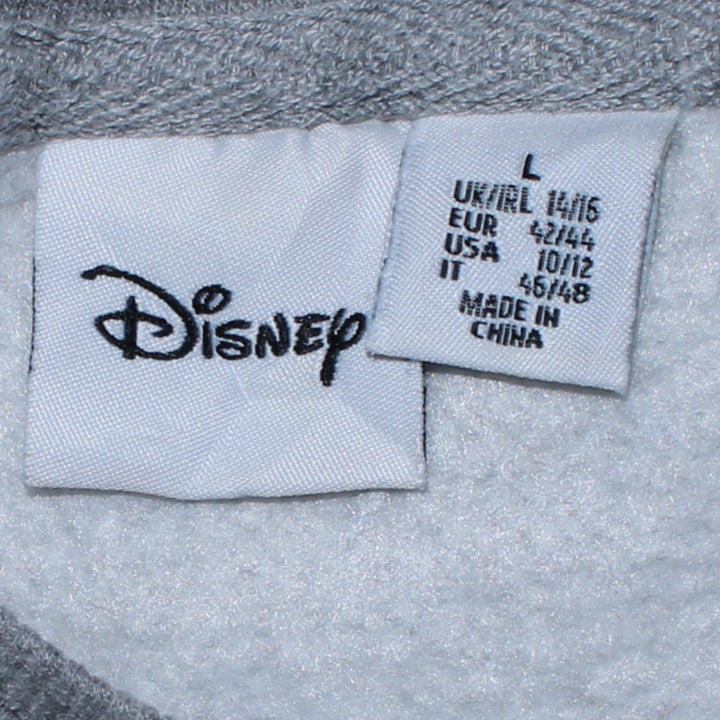 Disney
L
UK/IRL 14/16
EUR 42/44
USA 10/12
IT 46/48
MADE IN
CHINA